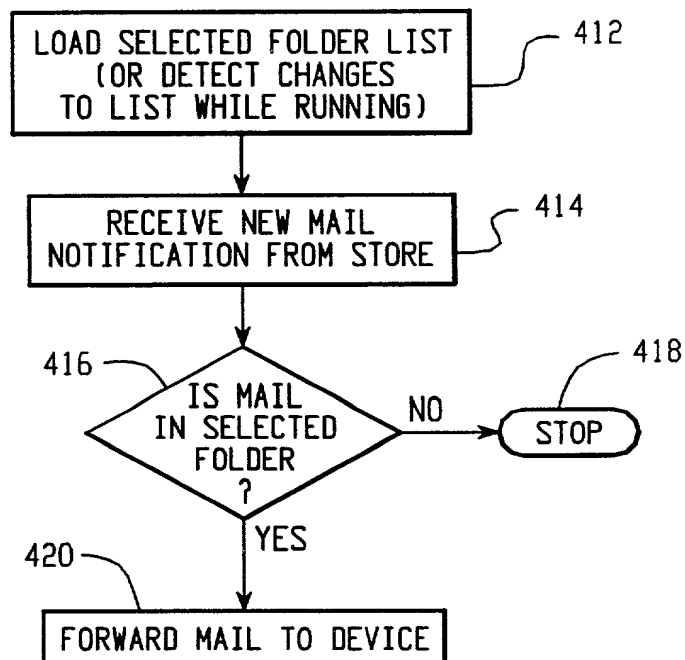 LOAD SELECTED FOLDER LIST
(OR DETECT CHANGES
TO LIST WHILE RUNNING)
412
RECEIVE NEW MAIL
NOTIFICATION FROM STORE
414
416
IS MAIL
IN SELECTED
FOLDER
?
NO
418
STOP
YES
420
FORWARD MAIL TO DEVICE